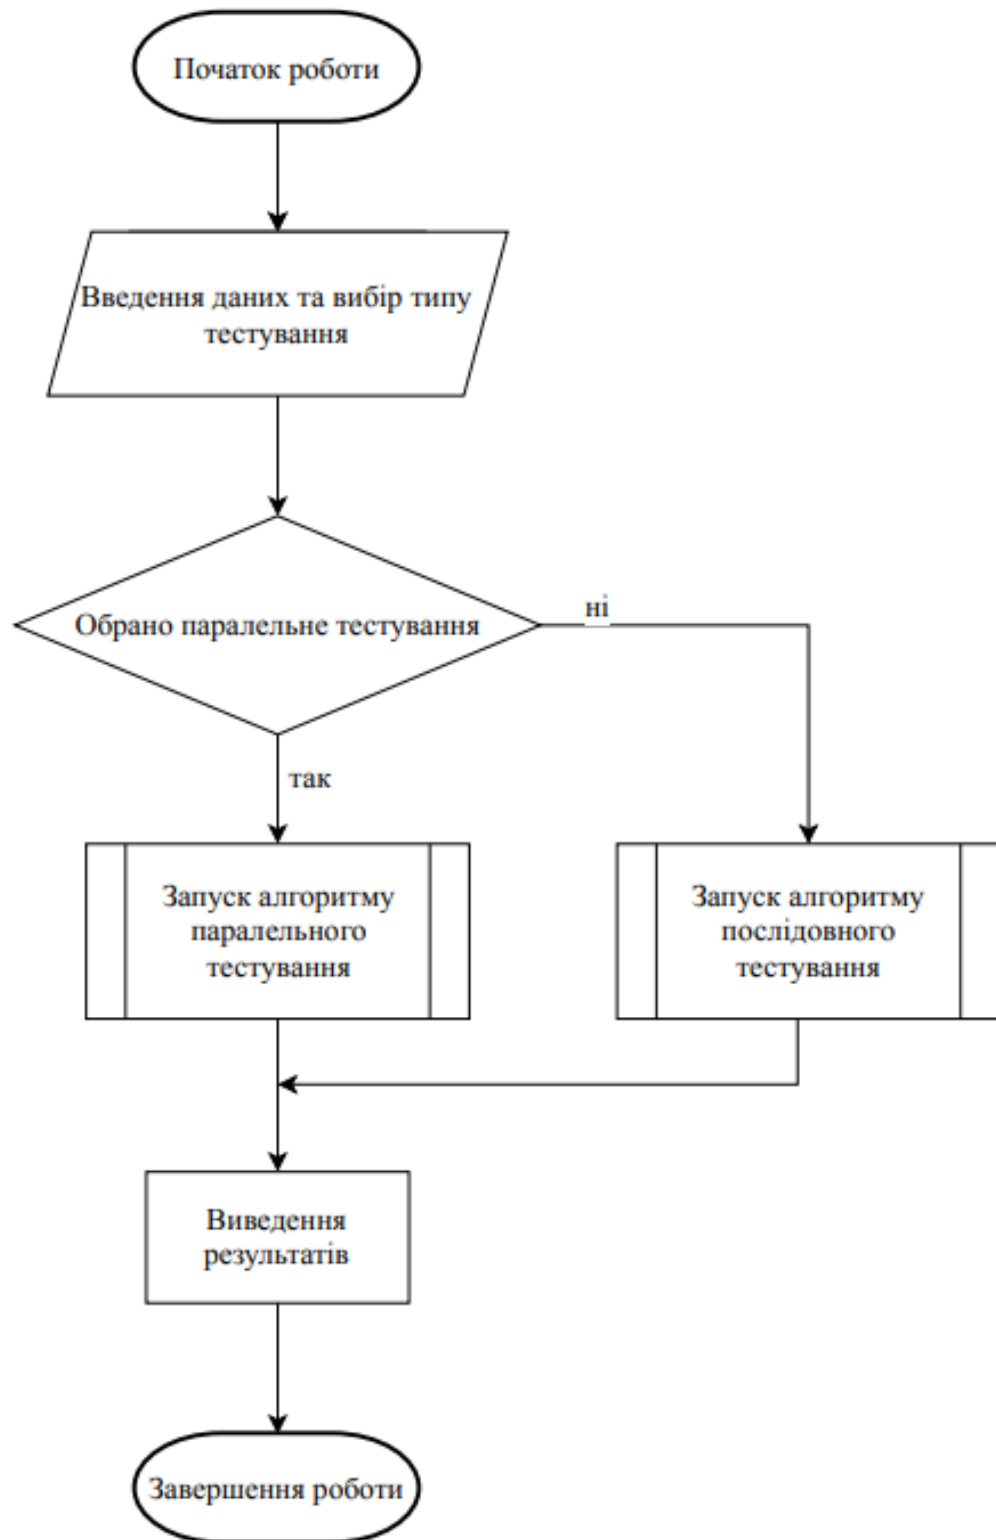 Початок роботи
Введення даних та вибір типу
тестування
Обрано паралельне тестування
ні
так
Запуск алгоритму
паралельного
тестування
Запуск алгоритму
послідовного
тестування
Виведення
результатів
Завершення роботи